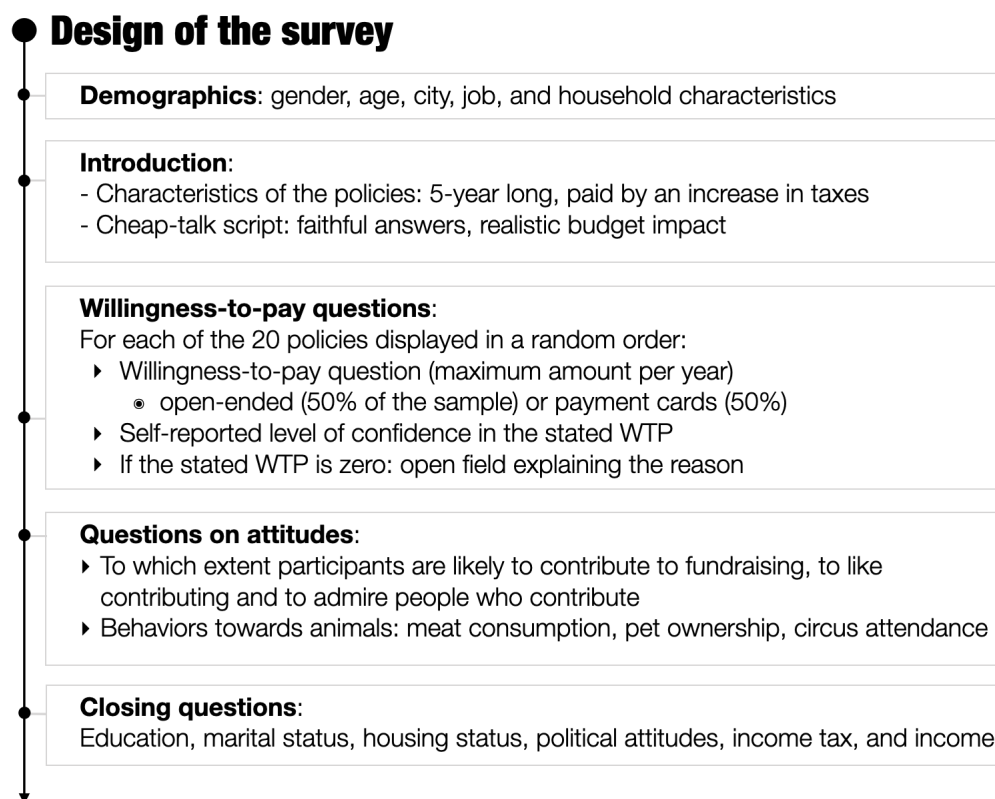 Design of the survey
Demographics: gender, age, city, job, and household characteristics
Introduction:
- Characteristics of the policies: 5-year long, paid by an increase in taxes
- Cheap-talk script: faithful answers, realistic budget impact
Willingness-to-pay questions:
For each of the 20 policies displayed in a random order:
Willingness-to-pay question (maximum amount per year)
open-ended (50% of the sample) or payment cards (50%)
Self-reported level of confidence in the stated WTP
If the stated WTP is zero: open field explaining the reason
Questions on attitudes:
To which extent participants are likely to contribute to fundraising, to like
contributing and to admire people who contribute
Behaviors towards animals: meat consumption, pet ownership, circus attendance
Closing questions:
Education, marital status, housing status, political attitudes, income tax, and income